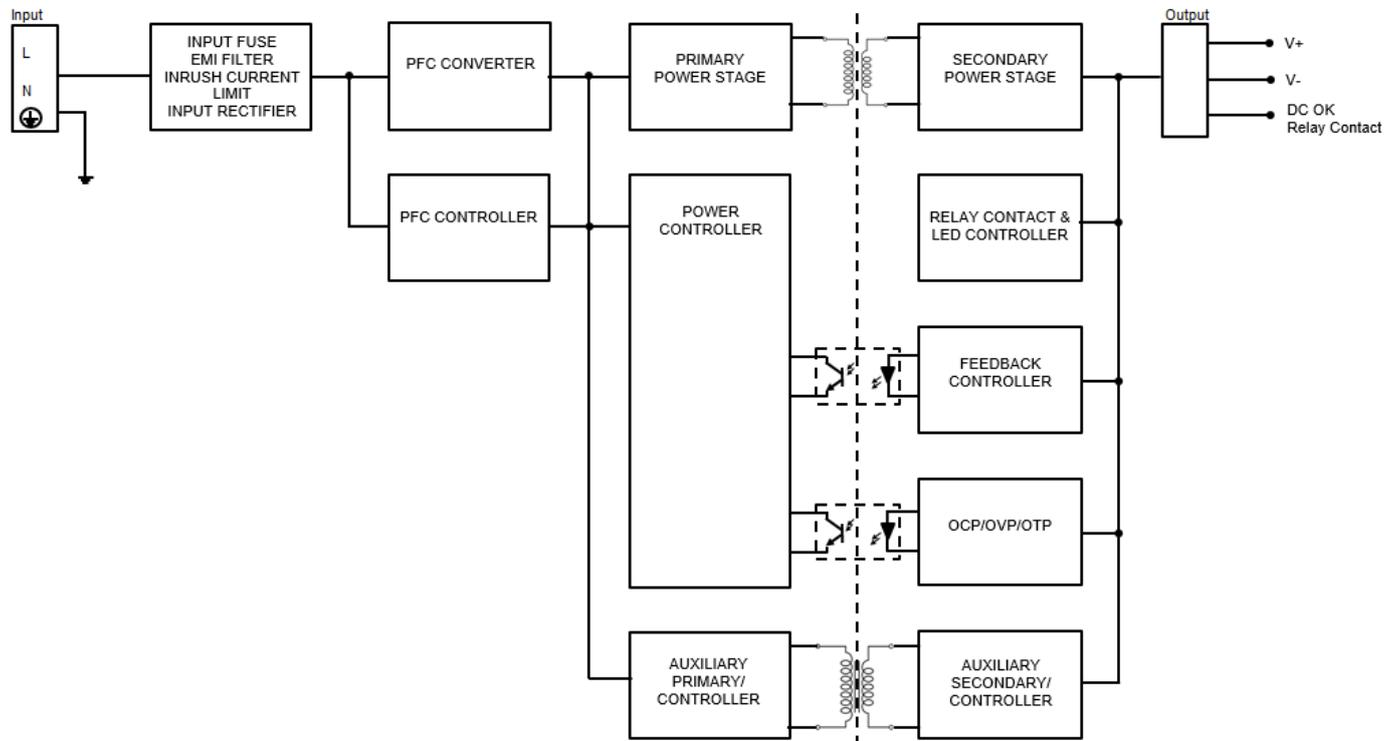 Input
L
N
INPUT FUSE
EMI FILTER
INRUSH CURRENT
LIMIT
INPUT RECTIFIER
PFC CONVERTER
PRIMARY
POWER STAGE
SECONDARY
POWER STAGE
Output
V+
V-
DC OK
Relay Contact
PFC CONTROLLER
POWER
CONTROLLER
RELAY CONTACT &
LED CONTROLLER
FEEDBACK
CONTROLLER
OCP/OVP/OTP
AUXILIARY
PRIMARY/
CONTROLLER
AUXILIARY
SECONDARY/
CONTROLLER